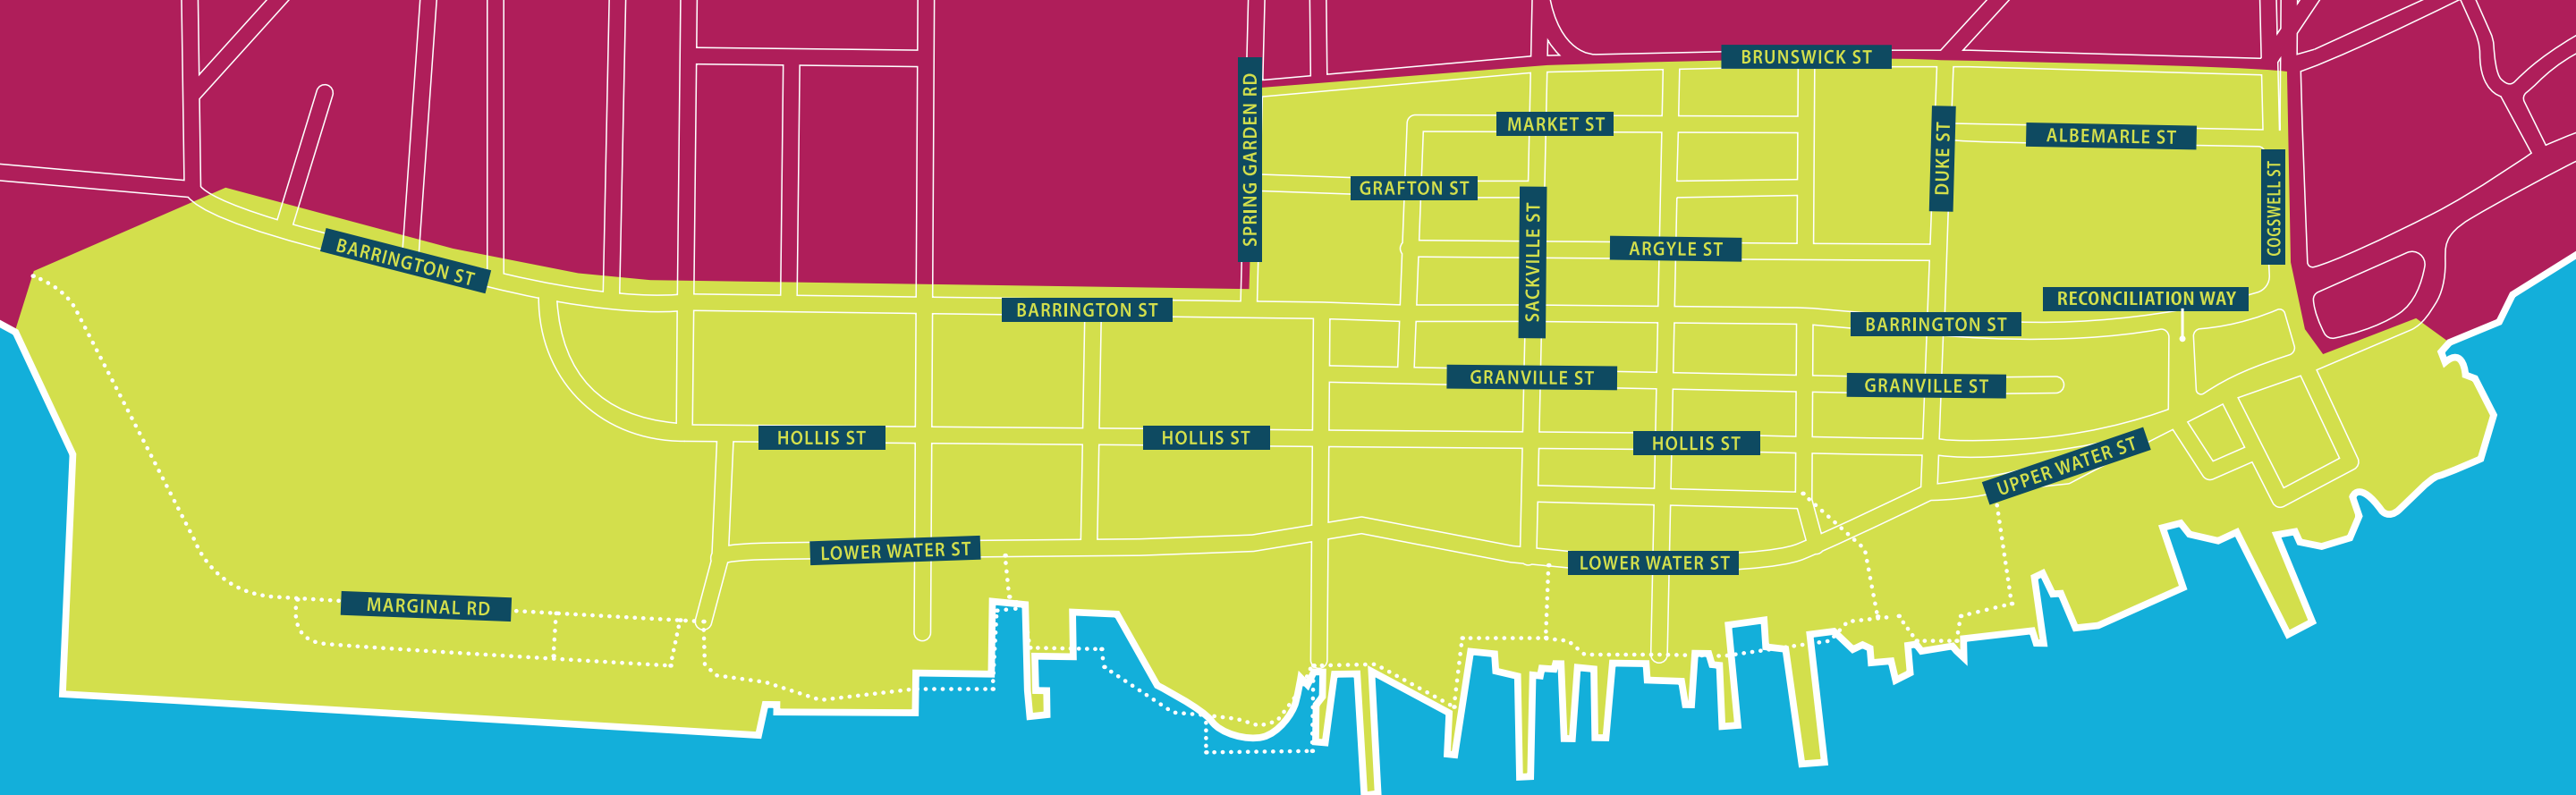 BRUNSWICK ST
SPRING GARDEN RD
MARKET ST
DUKE ST
ALBEMARLE ST
GRAFTON ST
COGSWELL ST
SACKVILLE ST
ARGYLE ST
BARRINGTON ST
RECONCILIATION WAY
BARRINGTON ST
BARRINGTON ST
GRANVILLE ST
GRANVILLE ST
HOLLIS ST
HOLLIS ST
HOLLIS ST
UPPER WATER ST
LOWER WATER ST
LOWER WATER ST
MARGINAL RD